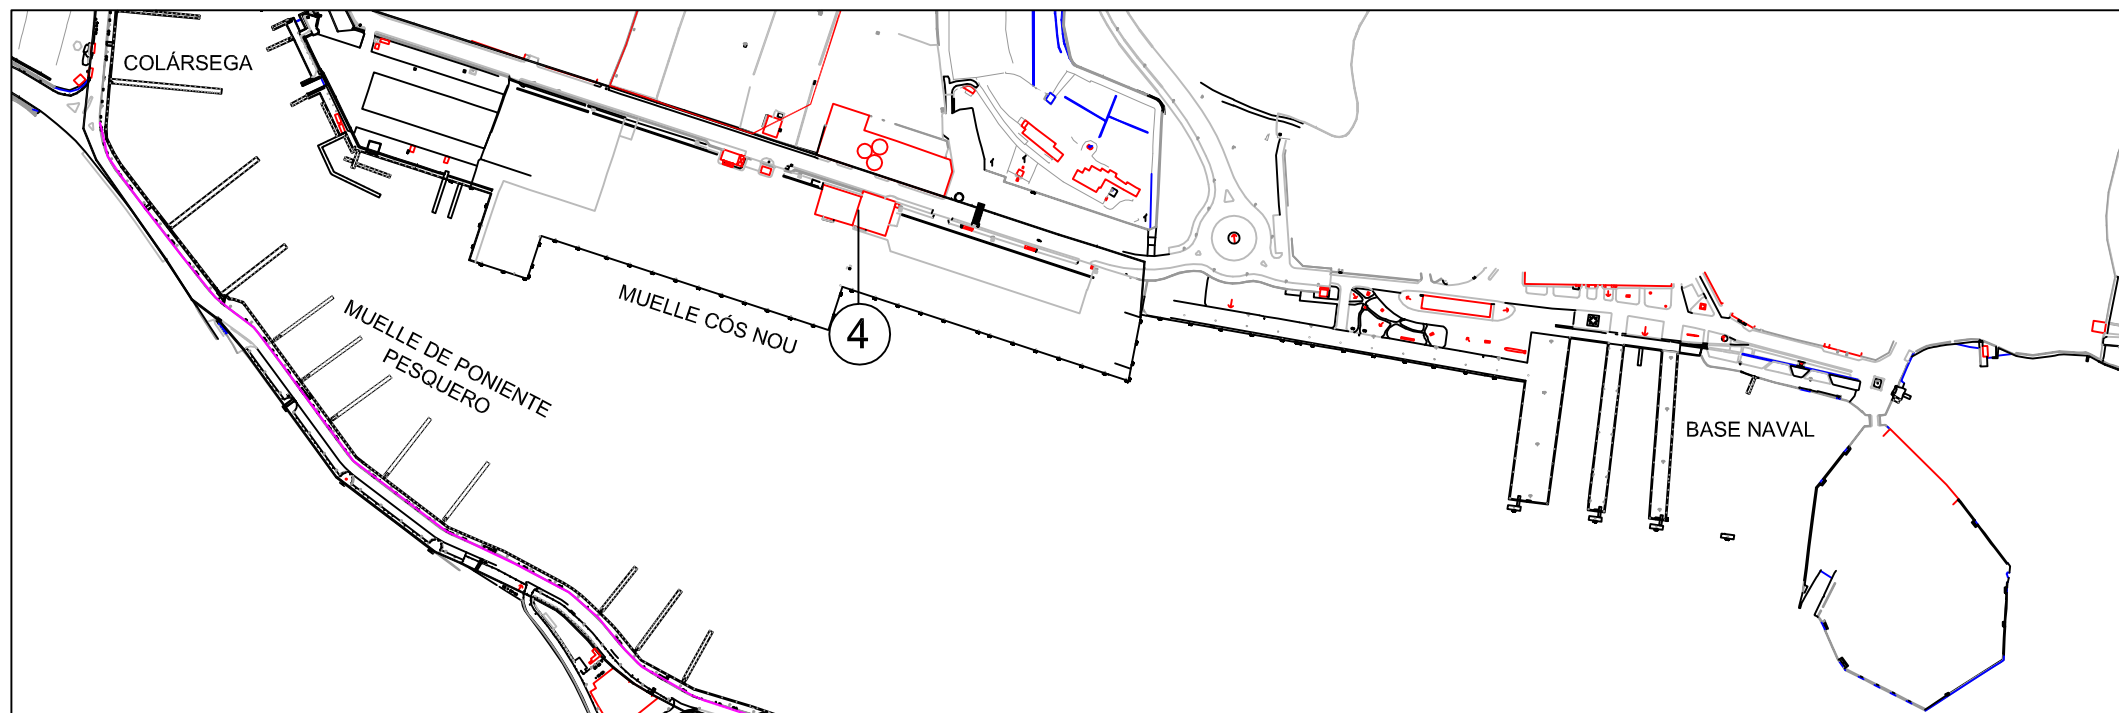 COLÁRSEGA
MUELLE DE PONIENTE
PESQUERO
MUELLE CÓS NOU
4
BASE NAVAL